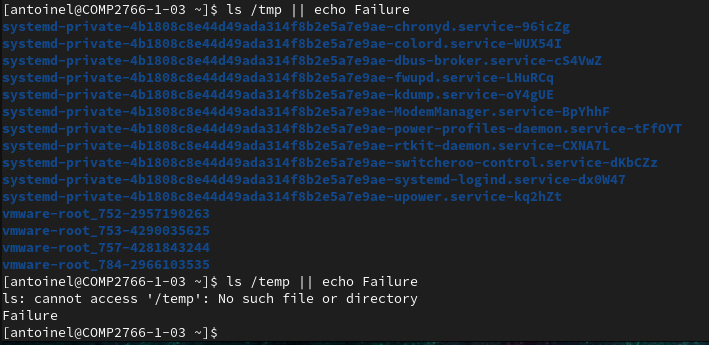 [antoinel@COMP2766-1-03 ~]$ ls /tmp || echo Failure
systemd-private-4b1808c8e44d49ada314f8b2e5a7e9ae-chronyd.service-96icZg
systemd-private-4b1808c8e44d49ada314f8b2e5a7e9ae-colord.service-WUX54I
systemd-private-4b1808c8e44d49ada314f8b2e5a7e9ae-dbus-broker.service-cS4VwZ
systemd-private-4b1808c8e44d49ada314f8b2e5a7e9ae-fwupd.service-LHuRCq
systemd-private-4b1808c8e44d49ada314f8b2e5a7e9ae-kdump.service-oY4gUE
systemd-private-4b1808c8e44d49ada314f8b2e5a7e9ae-ModemManager.service-BpYhhF
systemd-private-4b1808c8e44d49ada314f8b2e5a7e9ae-power-profiles-daemon.service-tFfOYT
systemd-private-4b1808c8e44d49ada314f8b2e5a7e9ae-rtkit-daemon.service-CXNA7L
systemd-private-4b1808c8e44d49ada314f8b2e5a7e9ae-switcheroo-control.service-dKbCZz
systemd-private-4b1808c8e44d49ada314f8b2e5a7e9ae-systemd-logind.service-dx0W47
systemd-private-4b1808c8e44d49ada314f8b2e5a7e9ae-upower.service-kq2hZt
vmware-root_752-2957190263
vmware-root_753-4290035625
vmware-root_757-4281843244
vmware-root_784-2966103535
[antoinel@COMP2766-1-03 ~]$ ls /temp || echo Failure
ls: cannot access '/temp': No such file or directory
Failure
[antoinel@COMP2766-1-03 ~]$